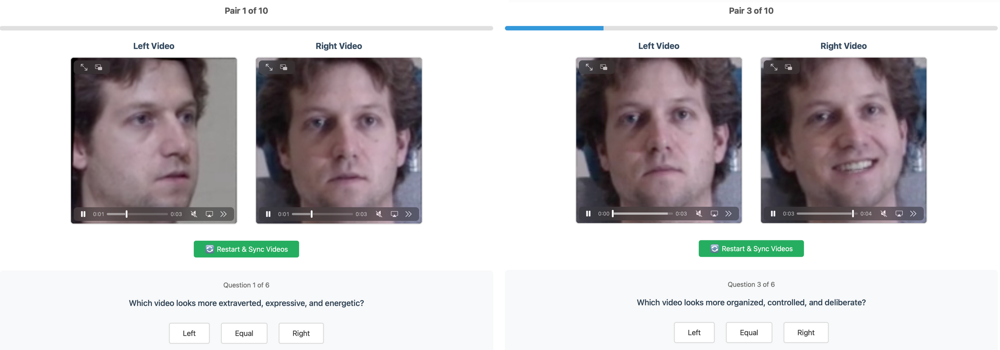 Pair 1 of 10
Left Video
Right Video
0:01
0:03
0:01
0:03
Restart & Sync Videos
Question 1 of 6
Which video looks more extraverted, expressive, and energetic?
Left
Equal
Right
Pair 3 of 10
Left Video
Right Video
0:00
0:03
0:03
0:04
Restart & Sync Videos
Question 3 of 6
Which video looks more organized, controlled, and deliberate?
Left
Equal
Right